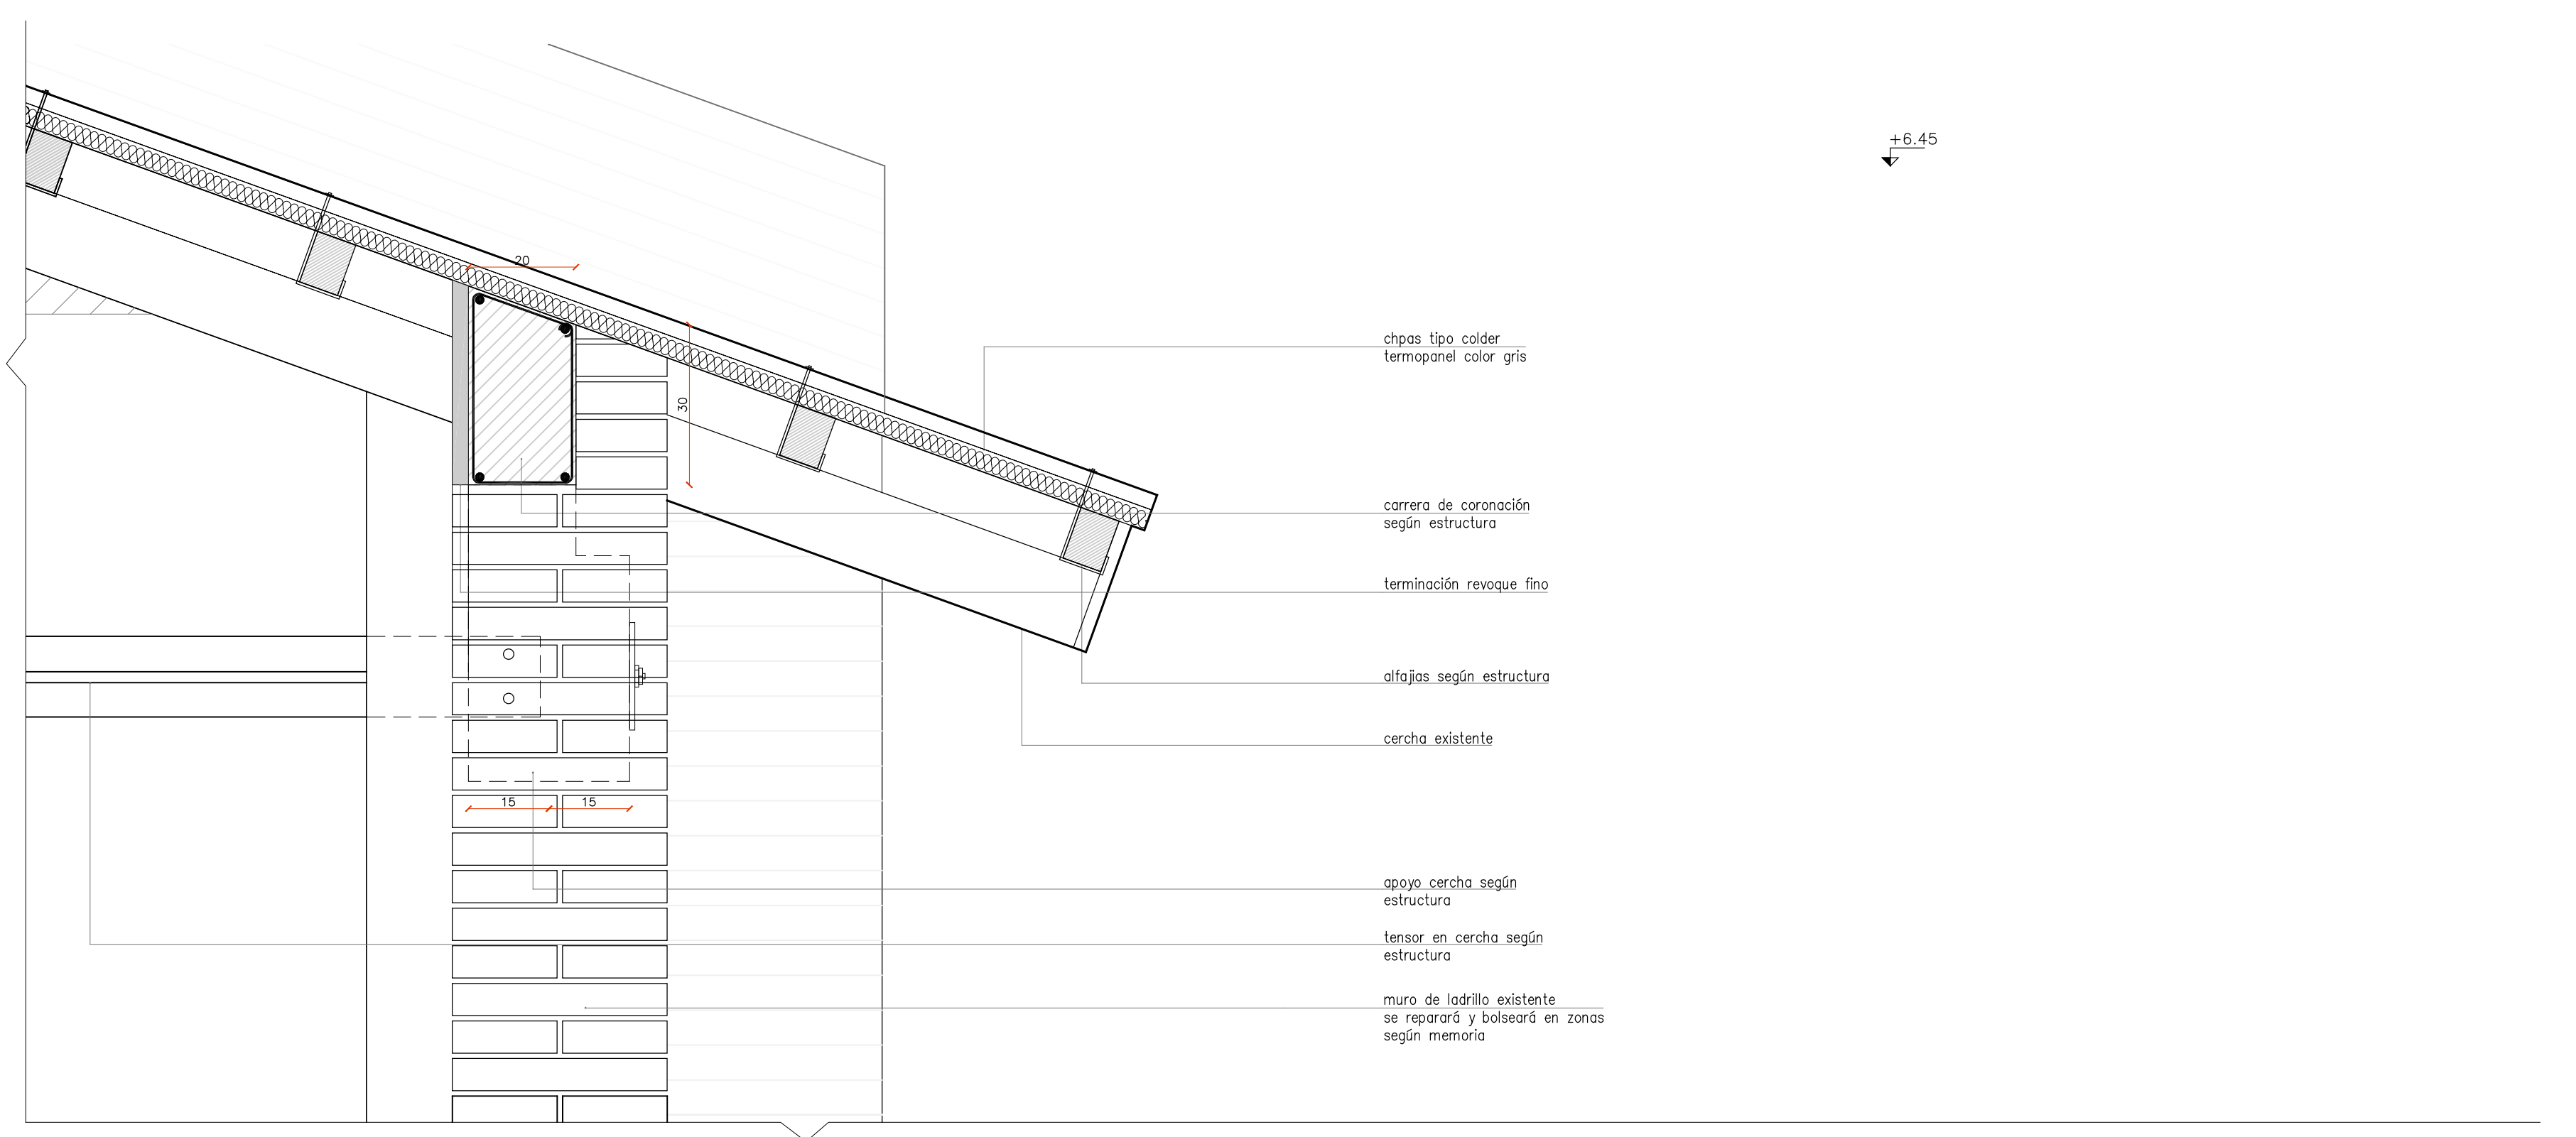 +6.45
20
chpas tipo colder
termopanel color gris
30
carrera de coronación
según estructura
terminación revoque fino
alfajias según estructura
cercha existente
15
15
apoyo cercha según
estructura
tensor en cercha según
estructura
muro de ladrillo existente
se reparará y bolseará en zonas
según memoria